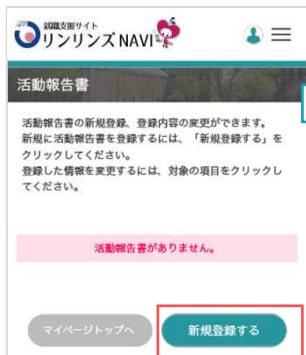 就職支援サイト
リンリンズ NAVI
活動報告書
活動報告書の新規登録、登録内容の変更ができます。
新規に活動報告書を登録するには、「新規登録する」を
クリックしてください。
登録した情報を変更するには、対象の項目をクリックし
てください。
活動報告書がありません。
マイページトップへ
新規登録する